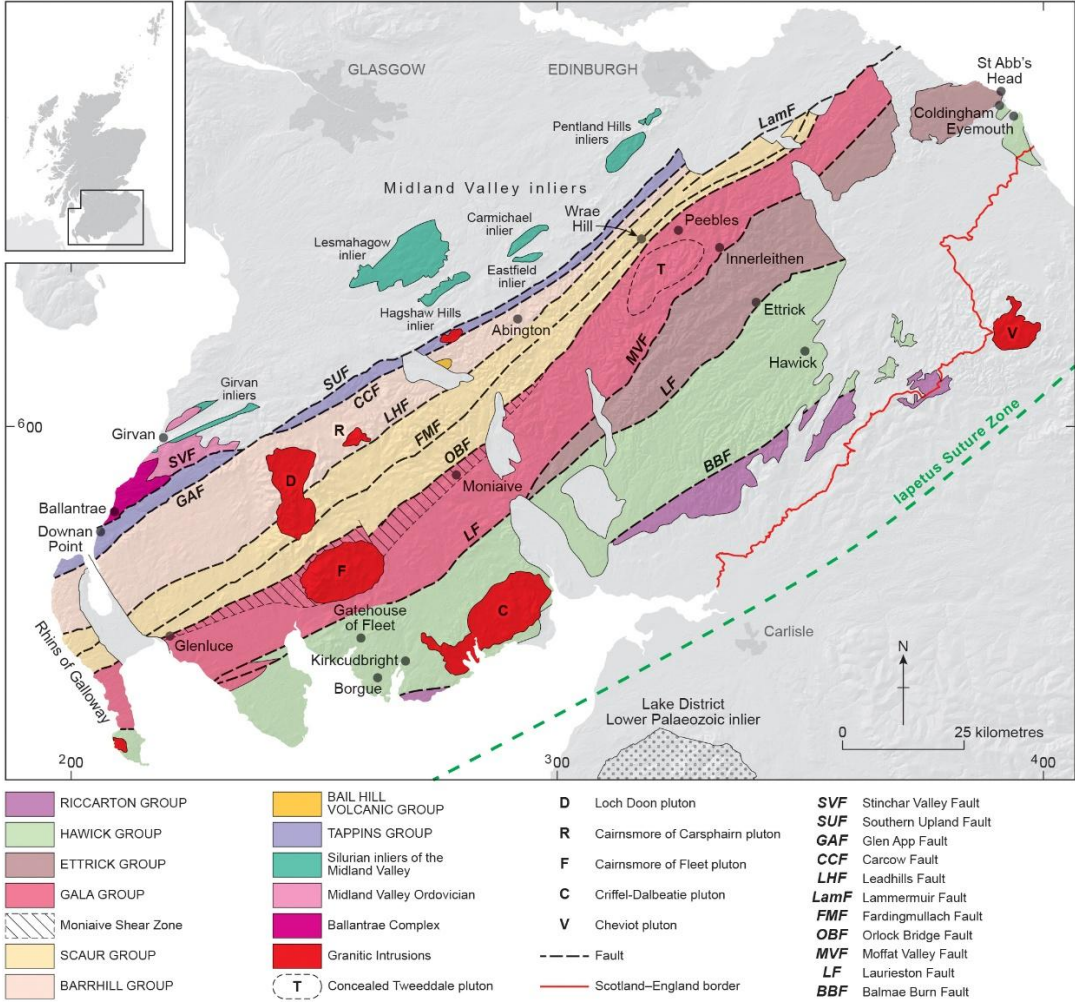 GLASGOW
EDINBURGH
St Abb's
Head
Coldingham
Eyemouth
LamF
Pentland Hills
inliers
Midland Valley inliers
Wrae
Hill
Carmichael
inlier
Lesmahagow
inlier
Peebles
Eastfield
inlier
T
Innerleithen
Hagshaw Hills
inlier
Ettrick
Abington
V
MVF
Hawick
SUF
CCF
LF
Girvan
inliers
LHF
600
Girvan
R
FMF
SVF
OBF
BBF
Iapetus Suture Zone
D
Moniaive
GAF
Ballantrae
Downan
Point
LF
F
C
Gatehouse
of Fleet
Carlisle
Glenluce
Kirkcudbright
N
Rhins of Galloway
Borgue
Lake District
Lower Palaeozoic inlier
0
25 kilometres
200
300
400
RICCARTON GROUP
HAWICK GROUP
ETTRICK GROUP
GALA GROUP
Moniaive Shear Zone
SCAUR GROUP
BARRHILL GROUP
BAIL HILL
VOLCANIC GROUP
TAPPINS GROUP
Silurian inliers of the
Midland Valley
Midland Valley Ordovician
Ballantrae Complex
Granitic Intrusions
T Concealed Tweeddale pluton
D Loch Doon pluton
R Cairnsmore of Carsphairn pluton
F Cairnsmore of Fleet pluton
C Criffel-Dalbeatie pluton
V Cheviot pluton
Fault
Scotland–England border
SVF Stinchar Valley Fault
SUF Southern Upland Fault
GAF Glen App Fault
CCF Carcow Fault
LHF Leadhills Fault
LamF Lammermuir Fault
FMF Fardingmullach Fault
OBF Orlock Bridge Fault
MVF Moffat Valley Fault
LF Laurieston Fault
BBF Balmae Burn Fault